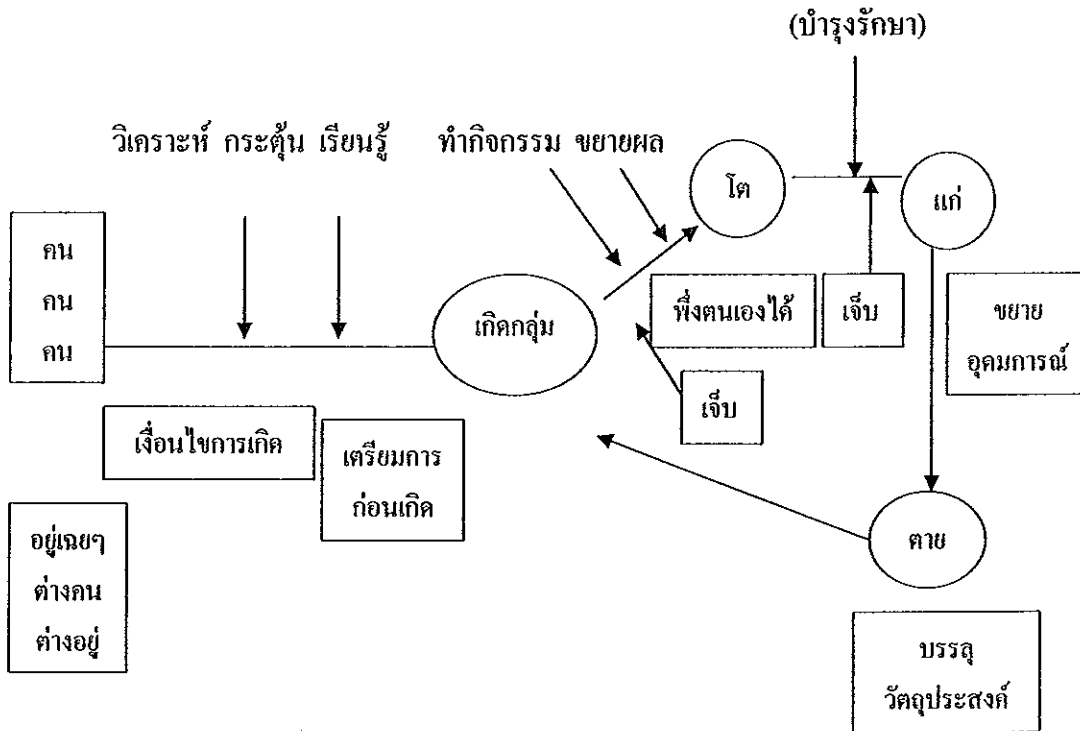 (บำรุงรักษา)
วิเคราะห์ กระตุ้น เรียนรู้
ทำกิจกรรม ขยายผล
โต
แก่
คน
คน
คน
เกิดกลุ่ม
พึ่งตนเองได้
เจ็บ
ขยาย
อุดมการณ์
เจ็บ
เงื่อนไขการเกิด
เตรียมการ
ก่อนเกิด
อยู่เฉยๆ
ต่างคน
ต่างอยู่
ตาย
บรรลุ
วัตถุประสงค์